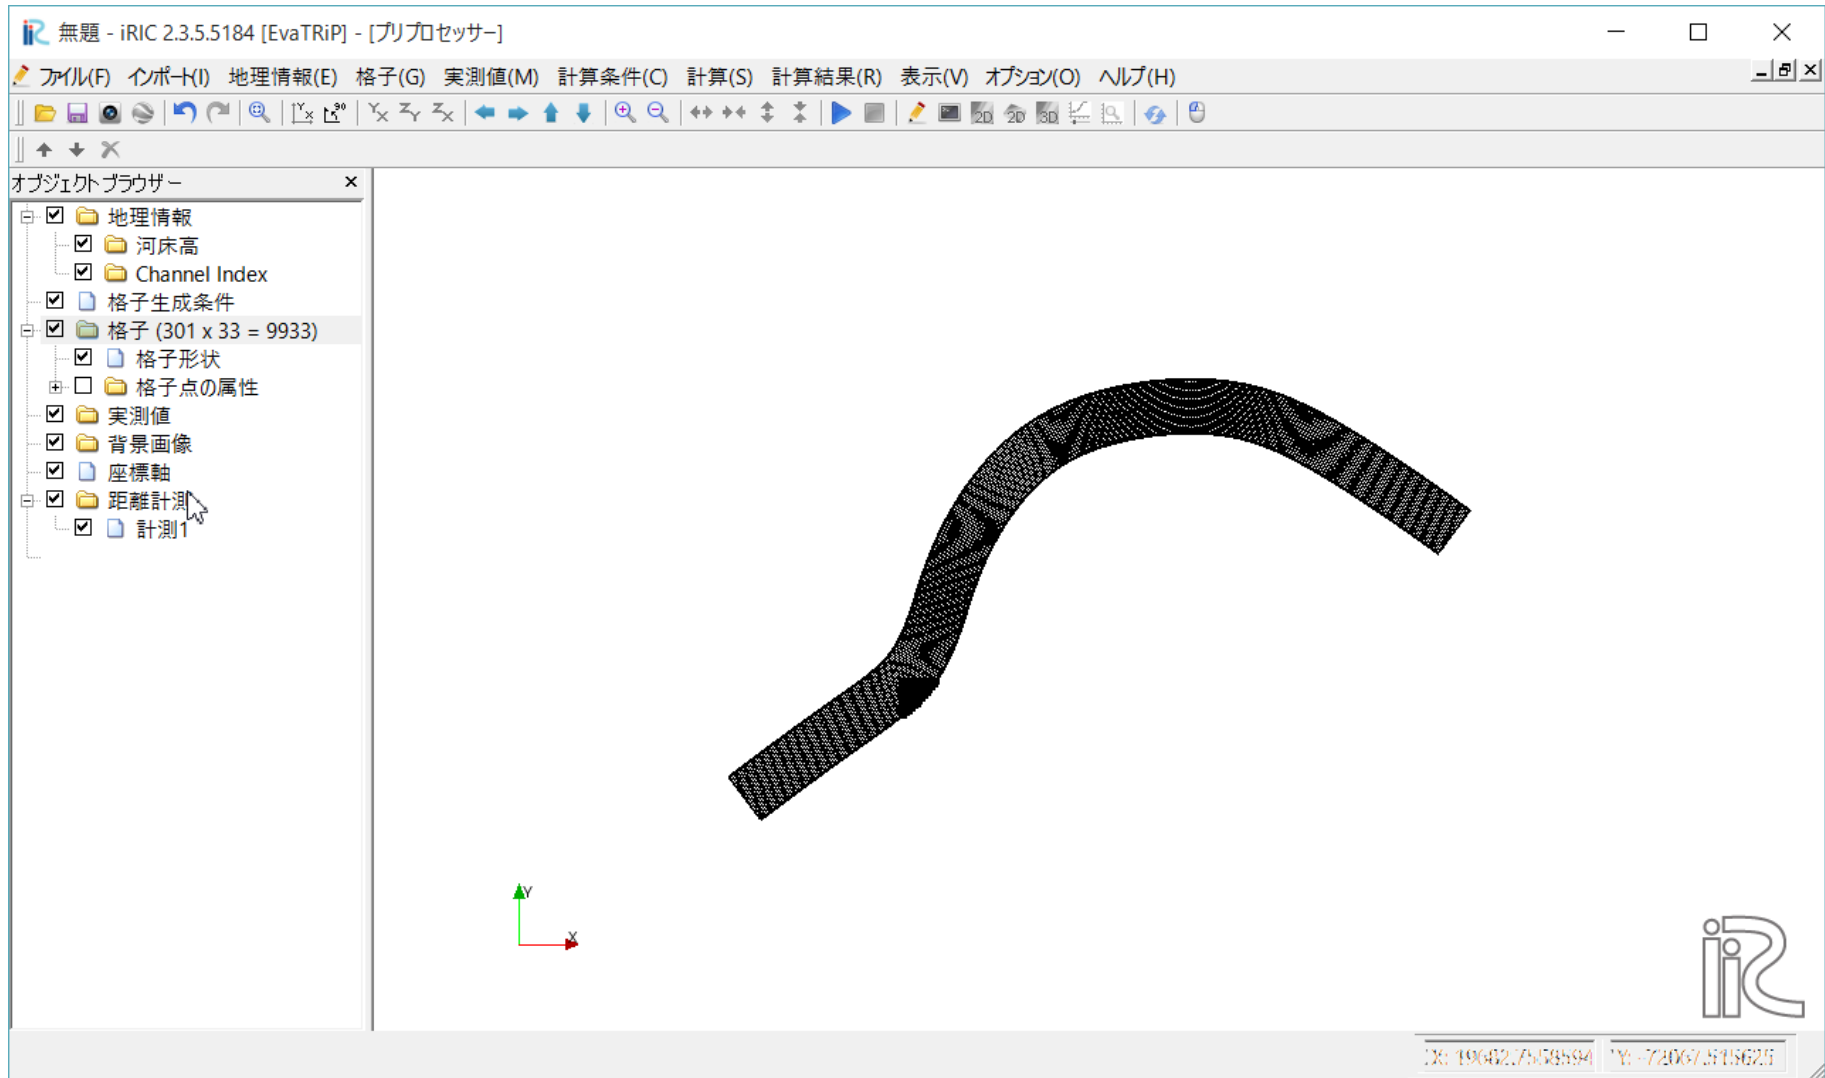 無題 - iRIC 2.3.5.5184 [EvaTRiP] - [プリプロセッサー]
ファイル(F) インポート(I) 地理情報(E) 格子(G) 実測値(M) 計算条件(C) 計算(S) 計算結果(R) 表示(V) オプション(O) ヘルプ(H)
オブジェクトブラウザー
地理情報
河床高
Channel Index
格子生成条件
格子 (301 x 33 = 9933)
格子形状
格子点の属性
実測値
背景画像
座標軸
距離計測
計測1
Y
X
iRIC